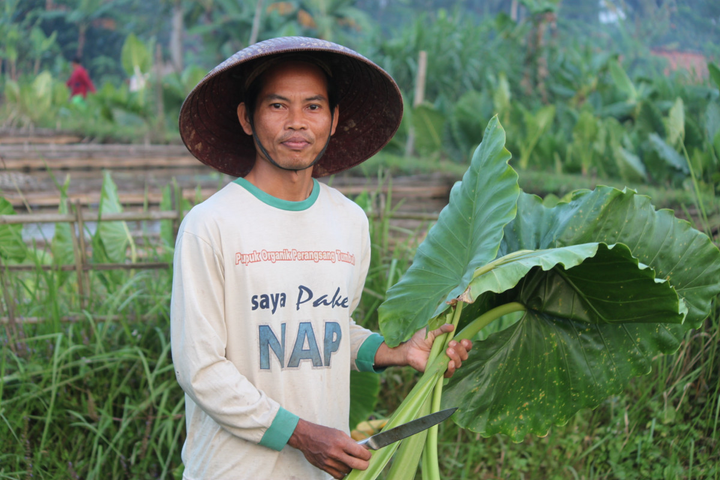 Pupuk Organik Perangsang Tumbuh
saya Pake
NAP